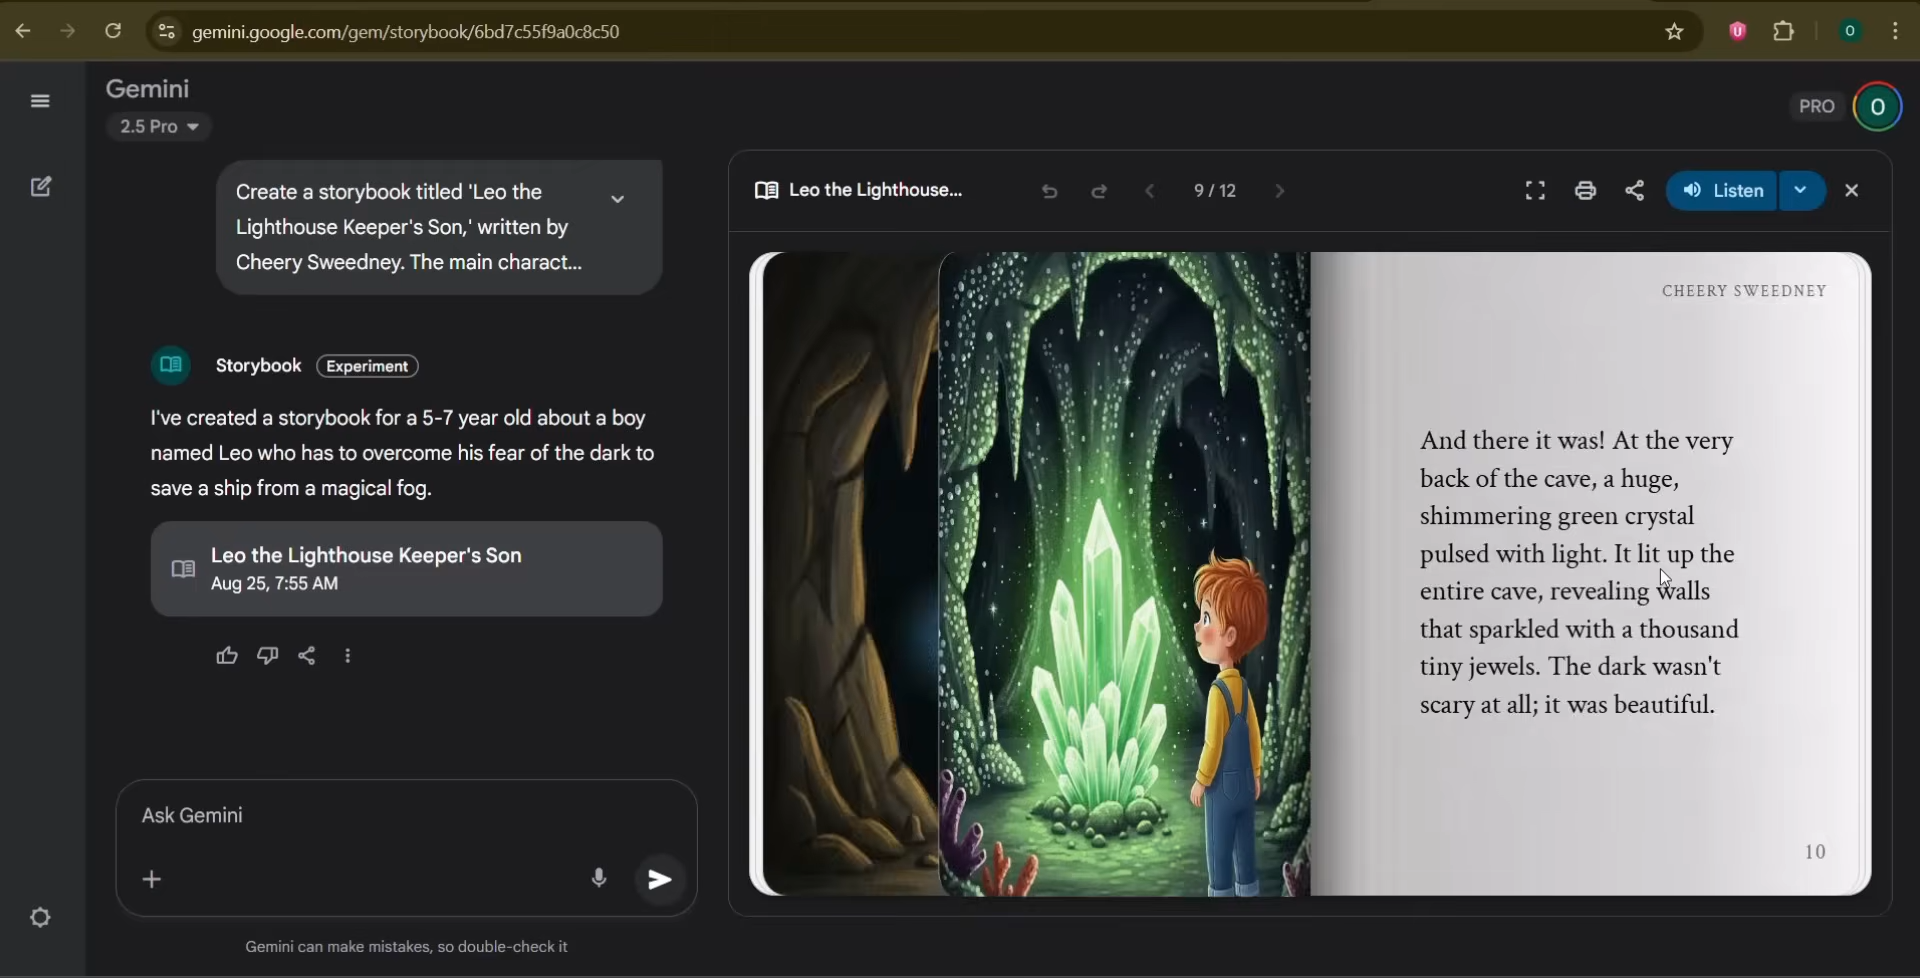 gemini.google.com/gem/storybook/6bd7c55f9a0c8c50
O
Gemini
2.5 Pro
PRO
O
Create a storybook titled 'Leo the
Lighthouse Keeper's Son,' written by
Cheery Sweedney. The main charact...
Storybook
Experiment
I've created a storybook for a 5-7 year old about a boy
named Leo who has to overcome his fear of the dark to
save a ship from a magical fog.
Leo the Lighthouse Keeper's Son
Aug 25, 7:55 AM
Ask Gemini
Gemini can make mistakes, so double-check it
Leo the Lighthouse...
9 / 12
Listen
CHEERY SWEEDNEY
And there it was! At the very
back of the cave, a huge,
shimmering green crystal
pulsed with light. It lit up the
entire cave, revealing walls
that sparkled with a thousand
tiny jewels. The dark wasn't
scary at all; it was beautiful.
10